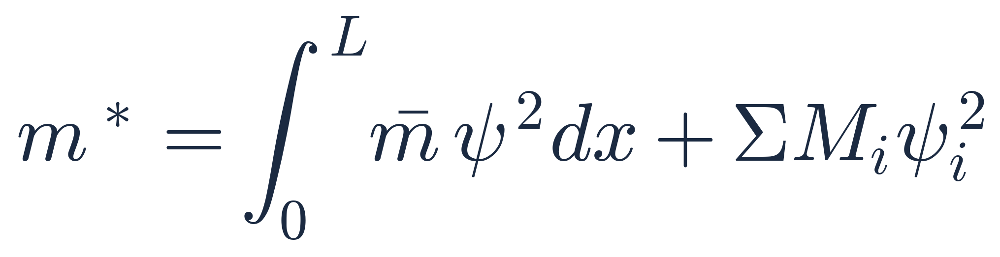 $m^* = \int_0^L \bar{m} \psi^2 dx + \Sigma M_i \psi_i^2$